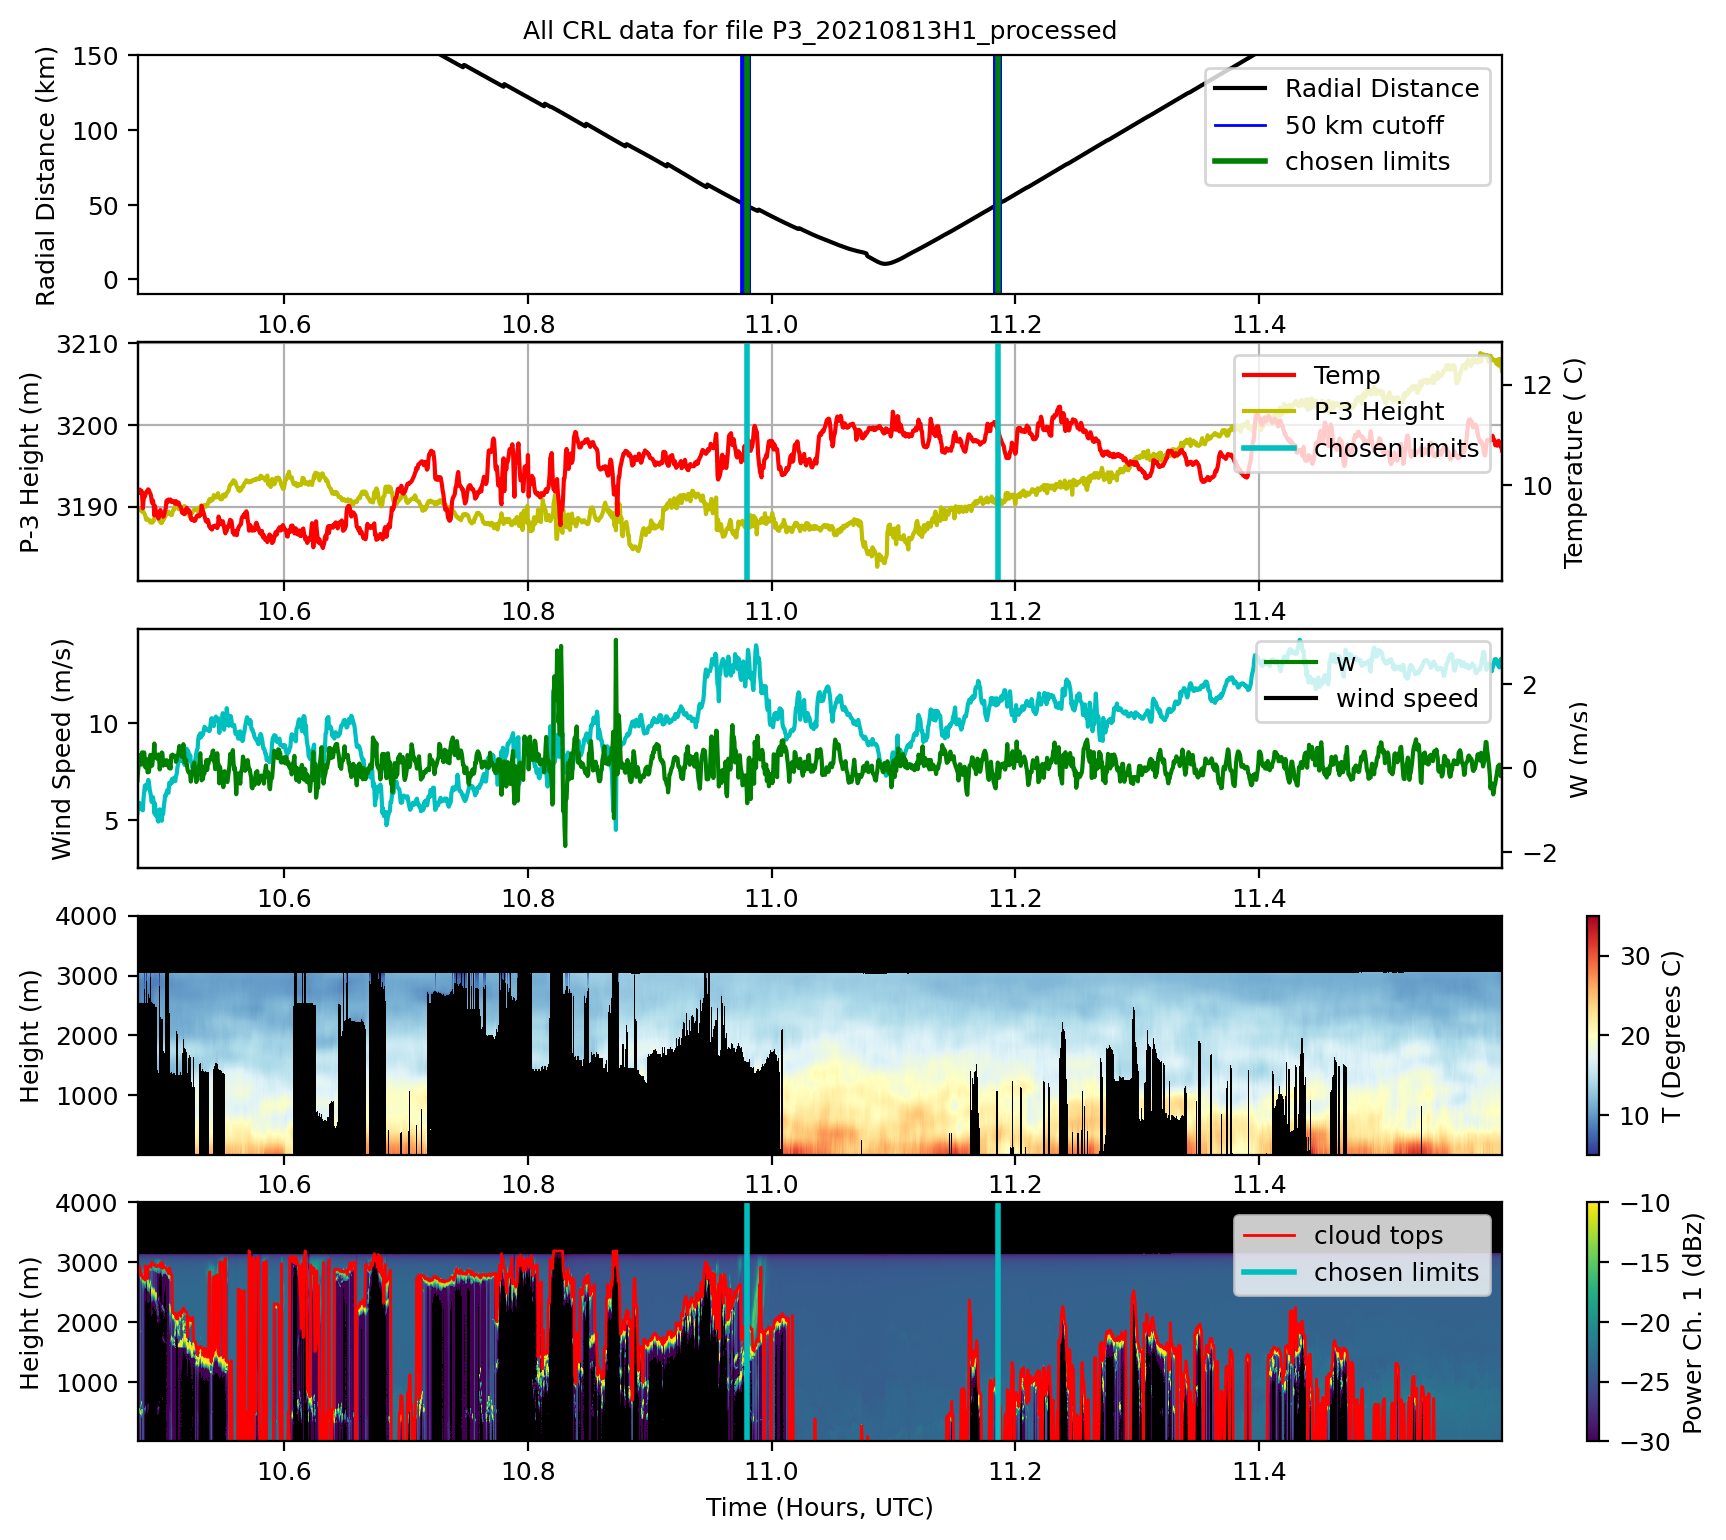 All CRL data for file P3_20210813H1_processed
Radial Distance (km)
150
100
50
0
Radial Distance
50 km cutoff
chosen limits
10.6 10.8 11.0 11.2 11.4
P-3 Height (m)
3210
3200
3190
Temp
P-3 Height
chosen limits
12
10
Temperature ( C)
10.6 10.8 11.0 11.2 11.4
Wind Speed (m/s)
10
5
w
wind speed
2
0
−2
W (m/s)
10.6 10.8 11.0 11.2 11.4
Height (m)
4000
3000
2000
1000
30
20
10
T (Degrees C)
10.6 10.8 11.0 11.2 11.4
Height (m)
4000
3000
2000
1000
cloud tops
chosen limits
−10
−15
−20
−25
−30
Power Ch. 1 (dBz)
10.6 10.8 11.0 11.2 11.4
Time (Hours, UTC)